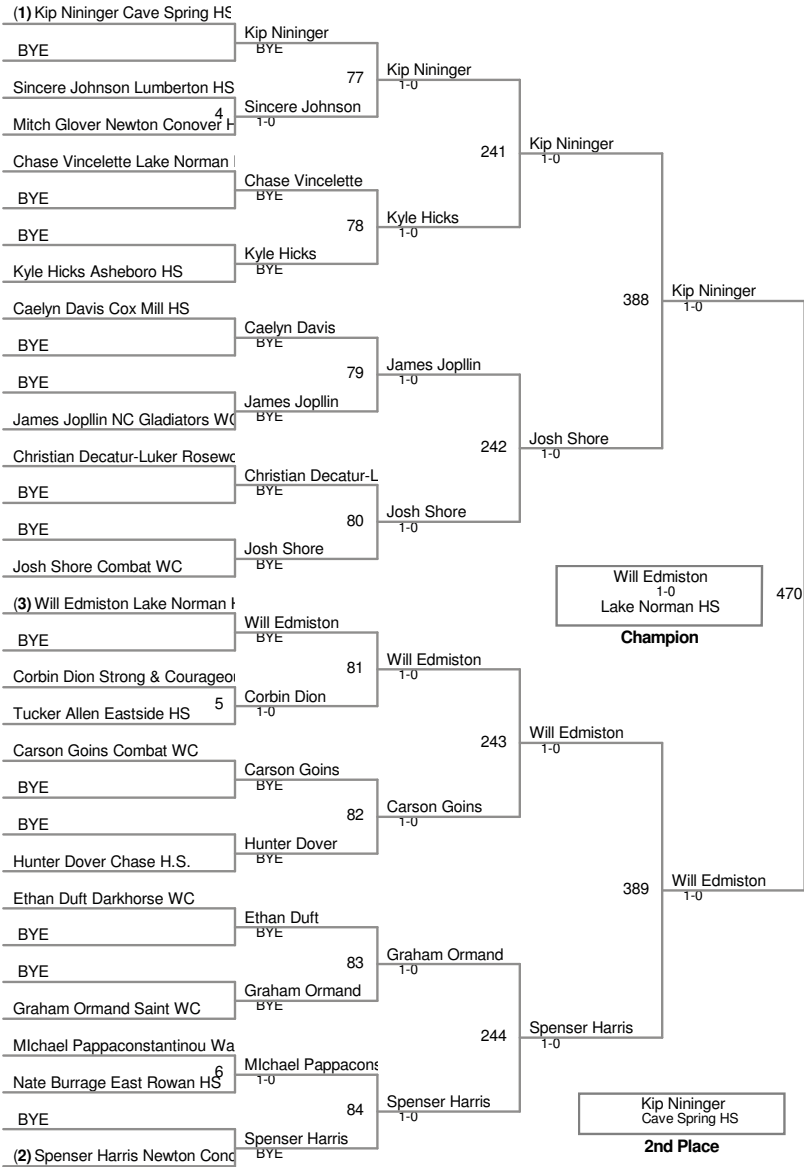 (1) Kip Nininger Cave Spring HS
BYE
Sincere Johnson Lumberton HS
4
Mitch Glover Newton Conover H
Chase Vincelette Lake Norman
BYE
BYE
Kyle Hicks Asheboro HS
Caelyn Davis Cox Mill HS
BYE
BYE
James Jopllin NC Gladiators WC
Christian Decatur-Luker Rosewo
BYE
BYE
Josh Shore Combat WC
(3) Will Edmiston Lake Norman H
BYE
Corbin Dion Strong & Courageou
5
Tucker Allen Eastside HS
Carson Goins Combat WC
BYE
BYE
Hunter Dover Chase H.S.
Ethan Duft Darkhorse WC
BYE
BYE
Graham Ormand Saint WC
MIchael Pappaconstantinou Wa
6
Nate Burrage East Rowan HS
BYE
(2) Spenser Harris Newton Cono
Kip Nininger
BYE
77
Sincere Johnson
1-0
Chase Vincelette
BYE
78
Kyle Hicks
BYE
Caelyn Davis
BYE
79
James Jopllin
BYE
Christian Decatur-L
BYE
80
Josh Shore
BYE
Will Edmiston
BYE
81
Corbin Dion
1-0
Carson Goins
BYE
82
Hunter Dover
BYE
Ethan Duft
BYE
83
Graham Ormand
BYE
MIchael Pappacons
1-0
84
Spenser Harris
BYE
Kip Nininger
1-0
241
Kyle Hicks
1-0
James Jopllin
1-0
242
Josh Shore
1-0
Will Edmiston
1-0
243
Carson Goins
1-0
Graham Ormand
1-0
244
Spenser Harris
1-0
Kip Nininger
1-0
388
Josh Shore
1-0
Will Edmiston
1-0
389
Spenser Harris
1-0
Kip Nininger
1-0
470
Will Edmiston
1-0
Will Edmiston
1-0
Lake Norman HS
Champion
Kip Nininger
Cave Spring HS
2nd Place